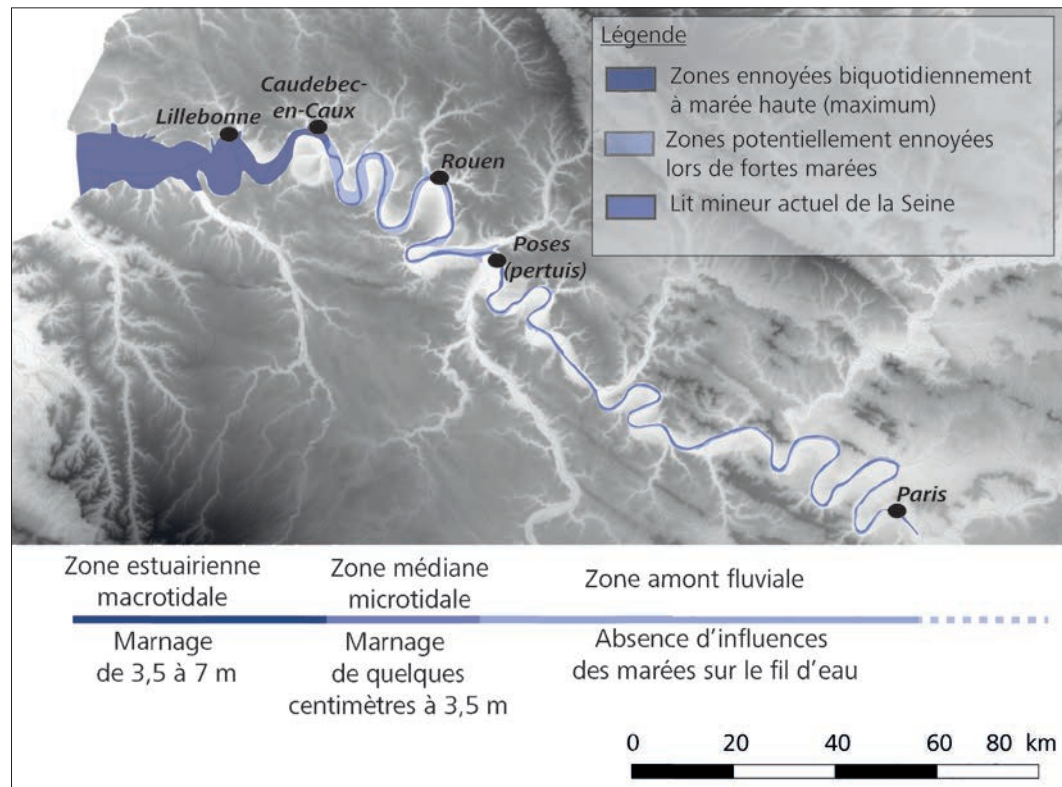 Légende
Zones ennoyées biquotidiennement
à marée haute (maximum)
Zones potentiellement ennoyées
lors de fortes marées
Lit mineur actuel de la Seine
Caudebec-
en-Caux
Lillebonne
Rouen
Poses
(pertuis)
Paris
Zone estuairienne
macrotidale
Zone médiane
microtidale
Zone amont fluviale
Marnage
de 3,5 à 7 m
Marnage
de quelques
centimètres à 3,5 m
Absence d'influences
des marées sur le fil d'eau
0 20 40 60 80 km